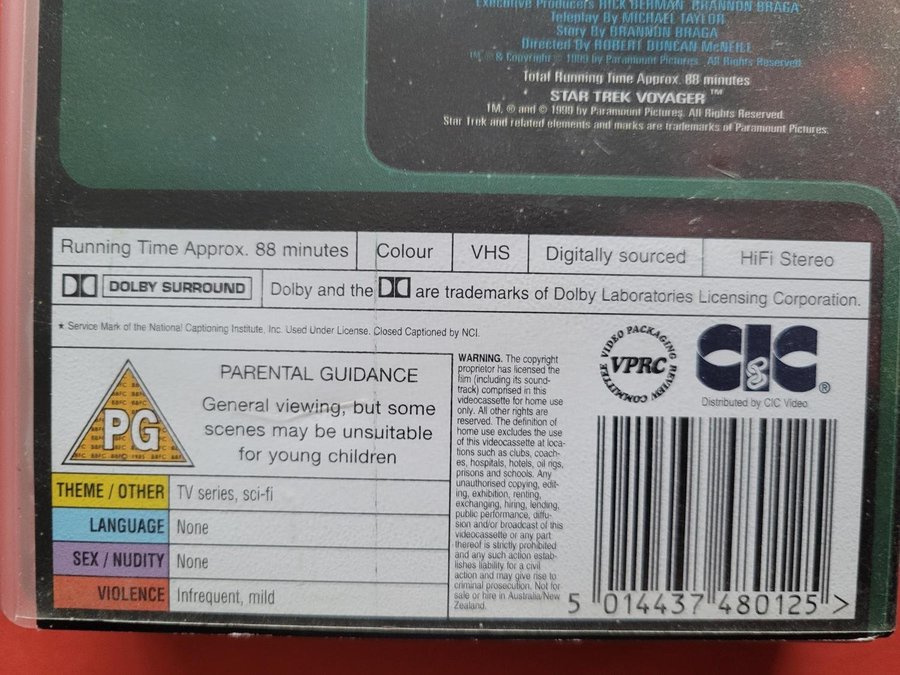 Executive Producers RICK BERMAN BRANNON BRAGA
Teleplay By MICHAEL TAYLOR
Story By BRANNON BRAGA
Directed By ROBERT DUNCAN McNEILL
TM, ® & Copyright © 1999 by Paramount Pictures. All Rights Reserved.
Total Running Time Approx. 88 minutes
STAR TREK VOYAGER™
TM, ® and © 1999 by Paramount Pictures. All Rights Reserved.
Star Trek and related elements and marks are trademarks of Paramount Pictures.
Running Time Approx. 88 minutes Colour VHS Digitally sourced HiFi Stereo
DOLBY SURROUND Dolby and the DD are trademarks of Dolby Laboratories Licensing Corporation.
* Service Mark of the National Captioning Institute, Inc. Used Under License. Closed Captioned by NCI.
PG
PARENTAL GUIDANCE
General viewing, but some
scenes may be unsuitable
for young children
THEME / OTHER TV series, sci-fi
LANGUAGE None
SEX / NUDITY None
VIOLENCE Infrequent, mild
WARNING. The copyright
proprietor has licensed the
film (including its sound-
track) comprised in this
videocassette for home use
only. All other rights are
reserved. The definition of
home use excludes the use
of this videocassette at loca-
tions such as clubs, coach-
es, hospitals, hotels, oil rigs,
prisons and schools. Any
unauthorised copying, edit-
ing, exhibition, renting,
exchanging, hiring, lending,
public performance, diffu-
sion and/or broadcast of this
videocassette or any part
thereof is strictly prohibited
and any such action estab-
lishes liability for a civil
action and may give rise to
criminal prosecution. Not for
sale or hire in Australia/New
Zealand.
VIDEO PACKAGING REVIEW COMMITTEE
VPRC
CIC ®
Distributed by CIC Video
5 014437 480125 >